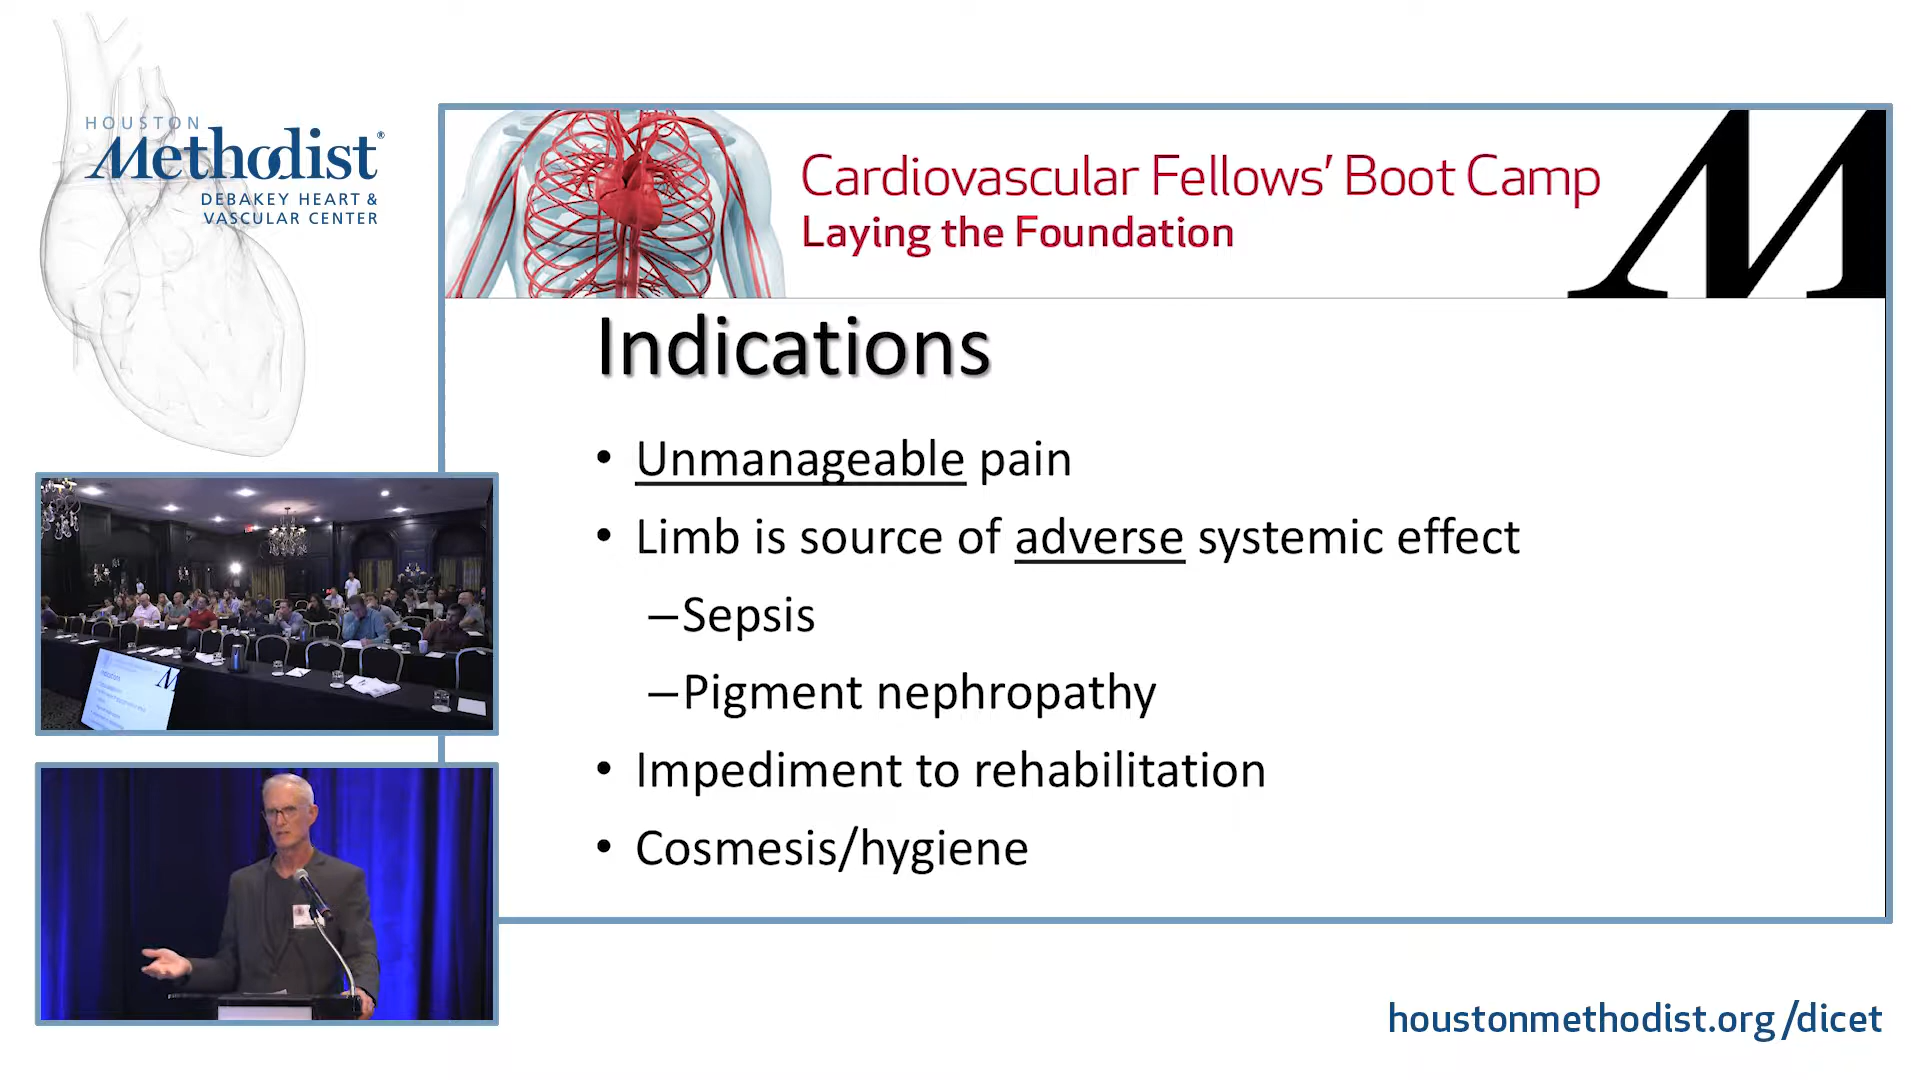 HOUSTON
Methodist®
DEBAKEY HEART &
VASCULAR CENTER
Cardiovascular Fellows’ Boot Camp
Laying the Foundation
M
Indications
• Unmanageable pain
• Limb is source of adverse systemic effect
–Sepsis
–Pigment nephropathy
• Impediment to rehabilitation
• Cosmesis/hygiene
houstonmethodist.org/dicet